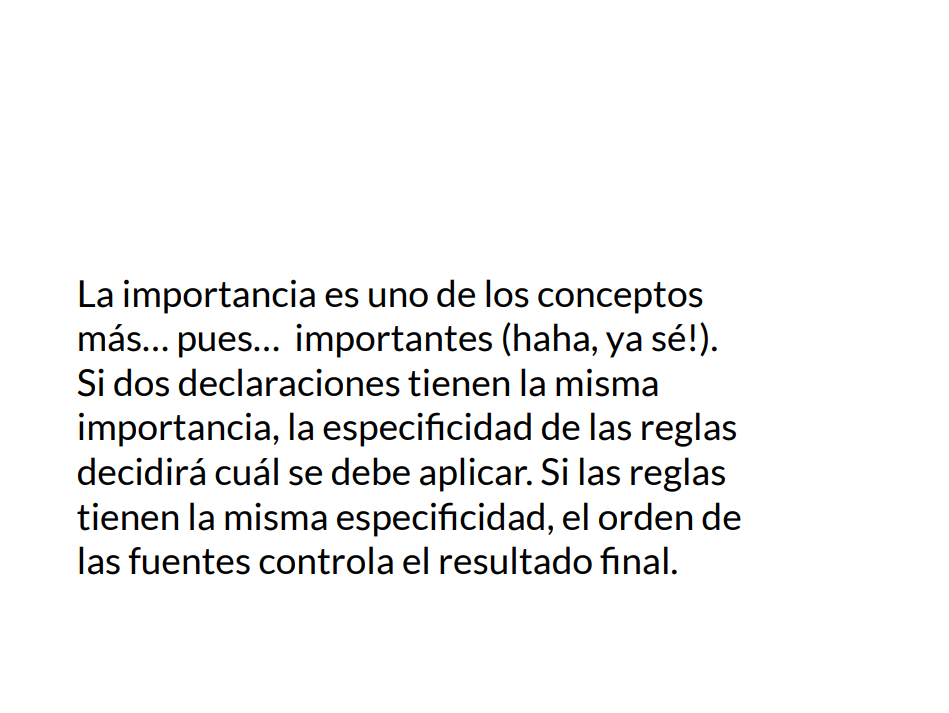 La importancia es uno de los conceptos
más… pues…  importantes (haha, ya sé!).
Si dos declaraciones tienen la misma
importancia, la especificidad de las reglas
decidirá cuál se debe aplicar. Si las reglas
tienen la misma especificidad, el orden de
las fuentes controla el resultado final.